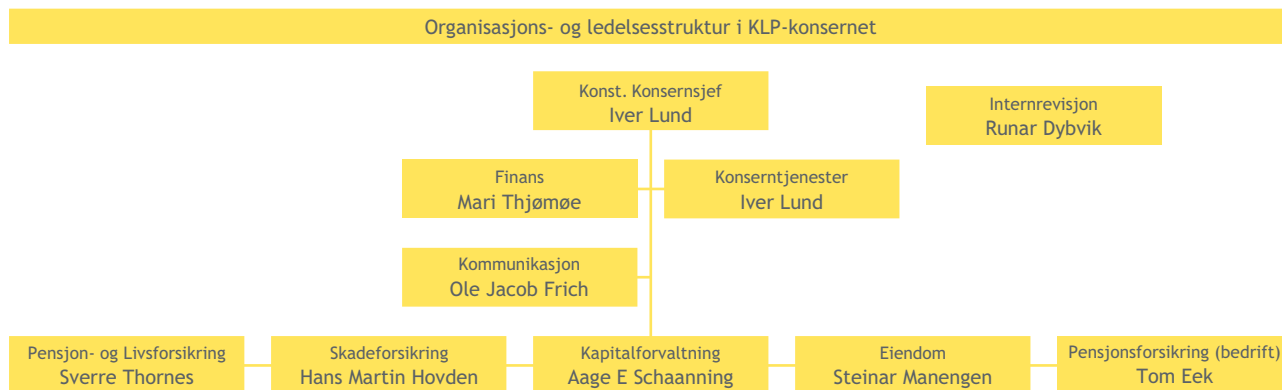 Organisasjons- og ledelsesstruktur i KLP-konsernet
Konst. Konsernsjef
Iver Lund
Internrevisjon
Runar Dybvik
Finans
Mari Thjømøe
Konserntjenester
Iver Lund
Kommunikasjon
Ole Jacob Frich
Pensjon- og Livsforsikring
Sverre Thornes
Skadeforsikring
Hans Martin Hovden
Kapitalforvaltning
Aage E Schaanning
Eiendom
Steinar Manengen
Pensjonsforsikring (bedrift)
Tom Eek